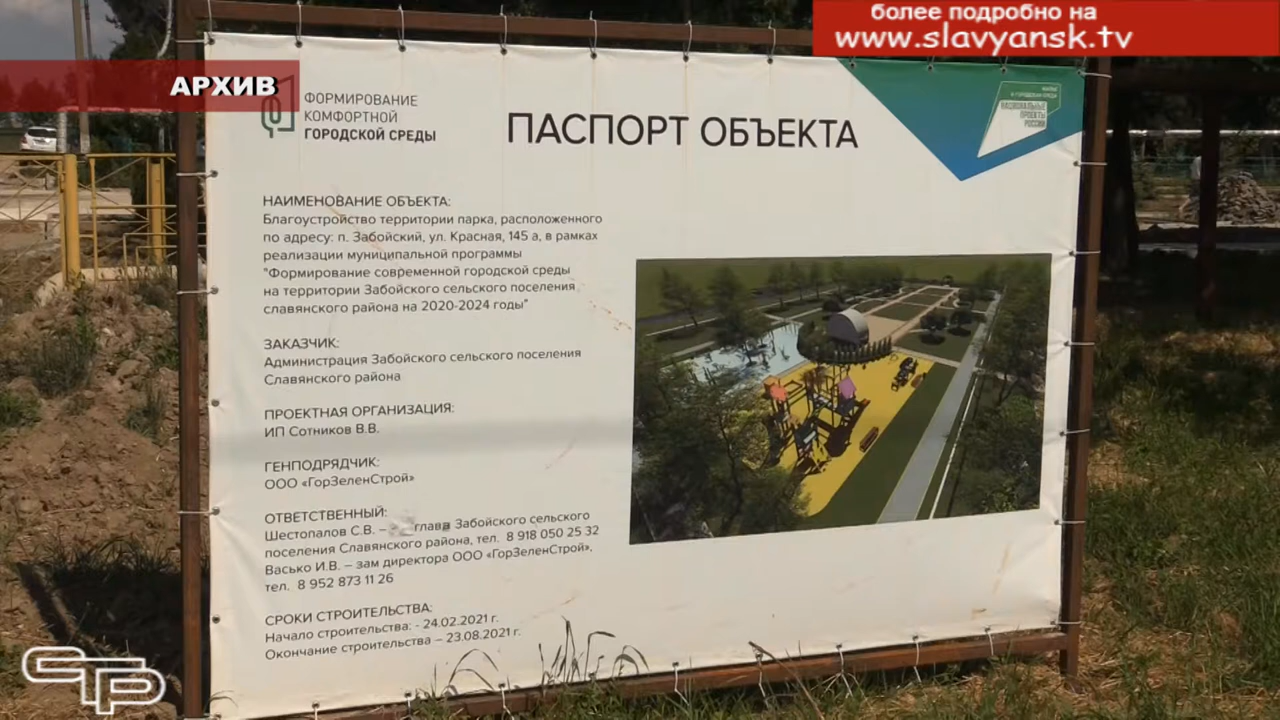 более подробно на
www.slavyansk.tv
АРХИВ
ФОРМИРОВАНИЕ
КОМФОРТНОЙ
ГОРОДСКОЙ СРЕДЫ
ПАСПОРТ ОБЪЕКТА
ЖИЛЬЕ
И ГОРОДСКАЯ СРЕДА
НАЦИОНАЛЬНЫЕ
ПРОЕКТЫ
РОССИИ
НАИМЕНОВАНИЕ ОБЪЕКТА:
Благоустройство территории парка, расположенного
по адресу: п. Забойский, ул. Красная, 145 а, в рамках
реализации муниципальной программы
"Формирование современной городской среды
на территории Забойского сельского поселения
славянского района на 2020-2024 годы"
ЗАКАЗЧИК:
Администрация Забойского сельского поселения
Славянского района
ПРОЕКТНАЯ ОРГАНИЗАЦИЯ:
ИП Сотников В.В.
ГЕНПОДРЯДЧИК:
ООО «ГорЗеленСтрой»
ОТВЕТСТВЕННЫЙ:
Шестопалов С.В. – глава Забойского сельского
поселения Славянского района, тел. 8 918 050 25 32
Васько И.В. – зам директора ООО «ГорЗеленСтрой»,
тел. 8 952 873 11 26
СРОКИ СТРОИТЕЛЬСТВА:
Начало строительства: - 24.02.2021 г.
Окончание строительства – 23.08.2021 г.
СТР